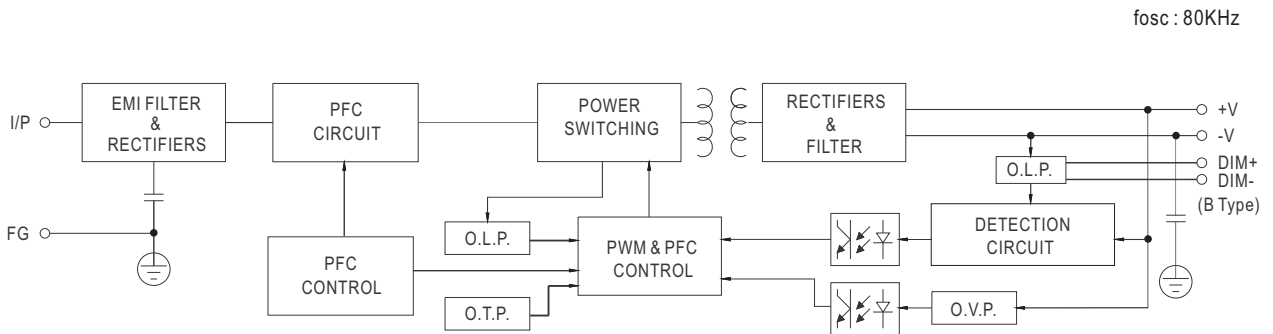 fosc : 80KHz
I/P
EMI FILTER
&
RECTIFIERS
PFC
CIRCUIT
POWER
SWITCHING
RECTIFIERS
&
FILTER
+V
-V
DIM+
DIM-
(B Type)
O.L.P.
FG
PFC
CONTROL
O.L.P.
O.T.P.
PWM & PFC
CONTROL
DETECTION
CIRCUIT
O.V.P.